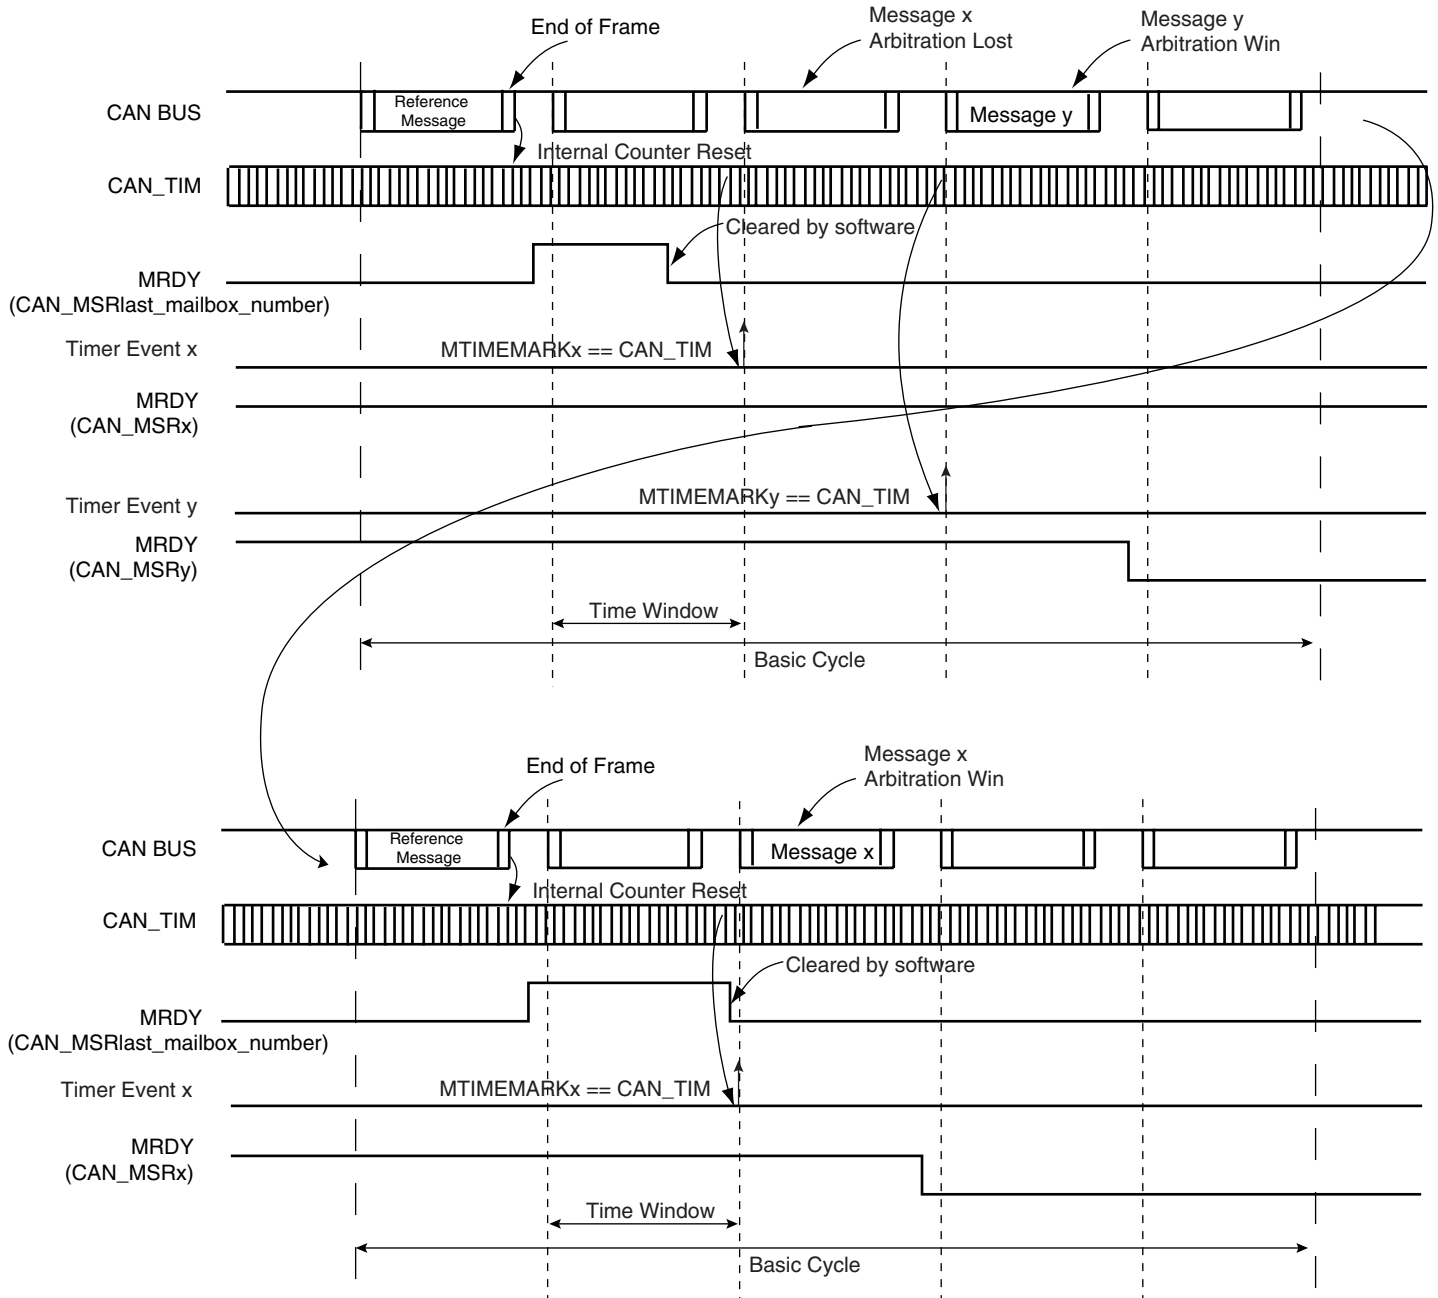 End of Frame
Message x
Arbitration Lost
Message y
Arbitration Win
CAN BUS
Reference
Message
Message y
Internal Counter Reset
CAN_TIM
Cleared by software
MRDY
(CAN_MSRlast_mailbox_number)
Timer Event x
MTIMEMARKx == CAN_TIM
MRDY
(CAN_MSRx)
Timer Event y
MTIMEMARKy == CAN_TIM
MRDY
(CAN_MSRy)
Time Window
Basic Cycle
End of Frame
Message x
Arbitration Win
CAN BUS
Reference
Message
Message x
Internal Counter Reset
CAN_TIM
Cleared by software
MRDY
(CAN_MSRlast_mailbox_number)
Timer Event x
MTIMEMARKx == CAN_TIM
MRDY
(CAN_MSRx)
Time Window
Basic Cycle